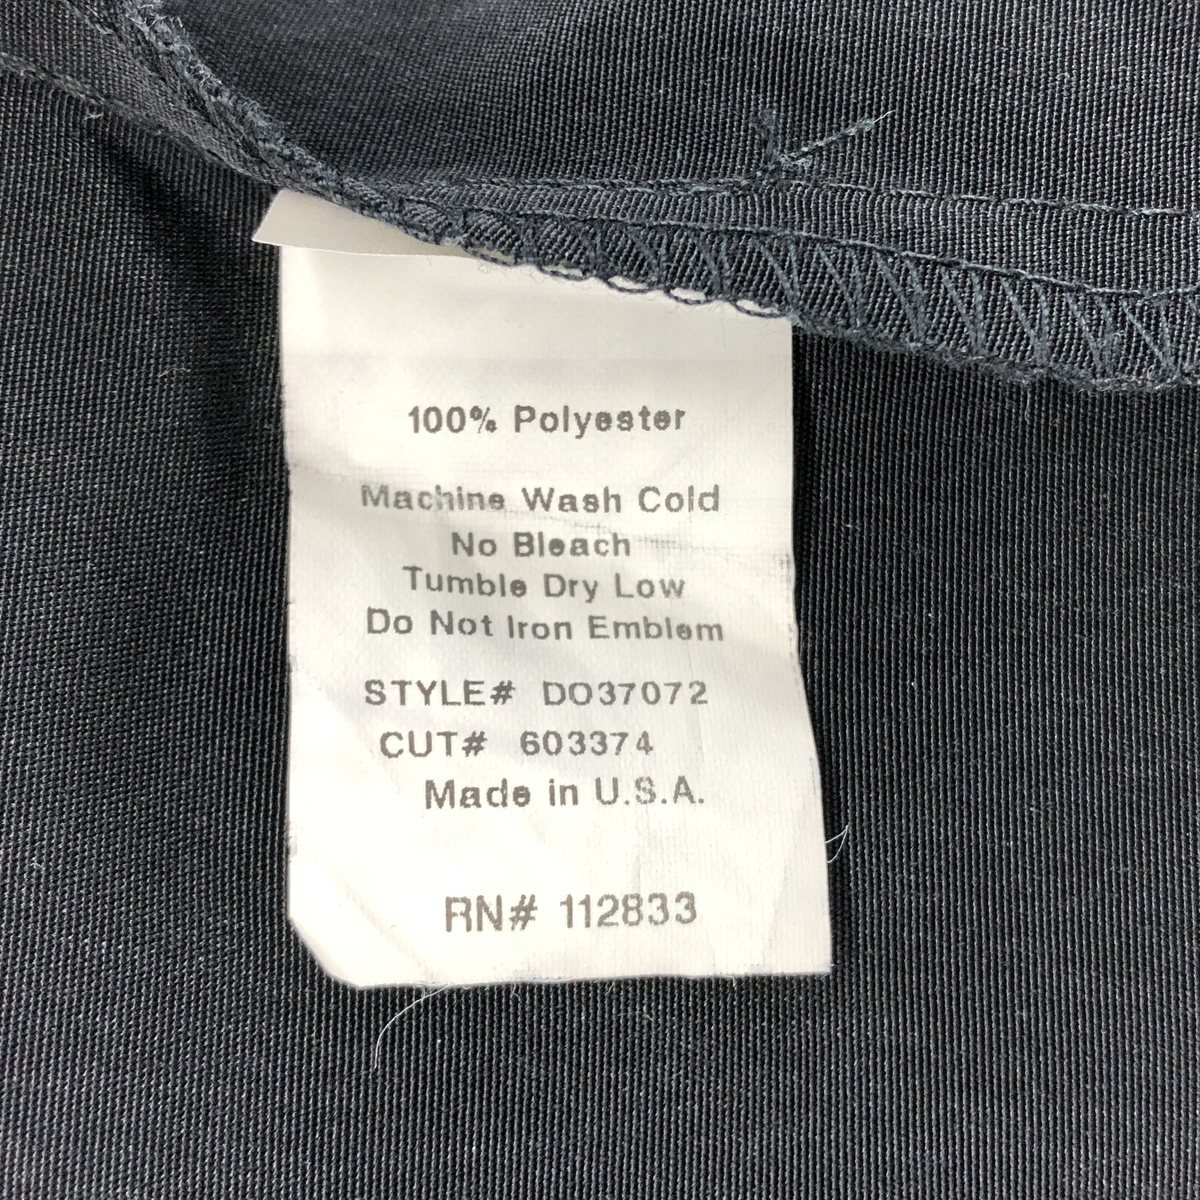 100% Polyester
Machine Wash Cold
No Bleach
Tumble Dry Low
Do Not Iron Emblem
STYLE# DO37072
CUT# 603374
Made in U.S.A.
RN# 112833